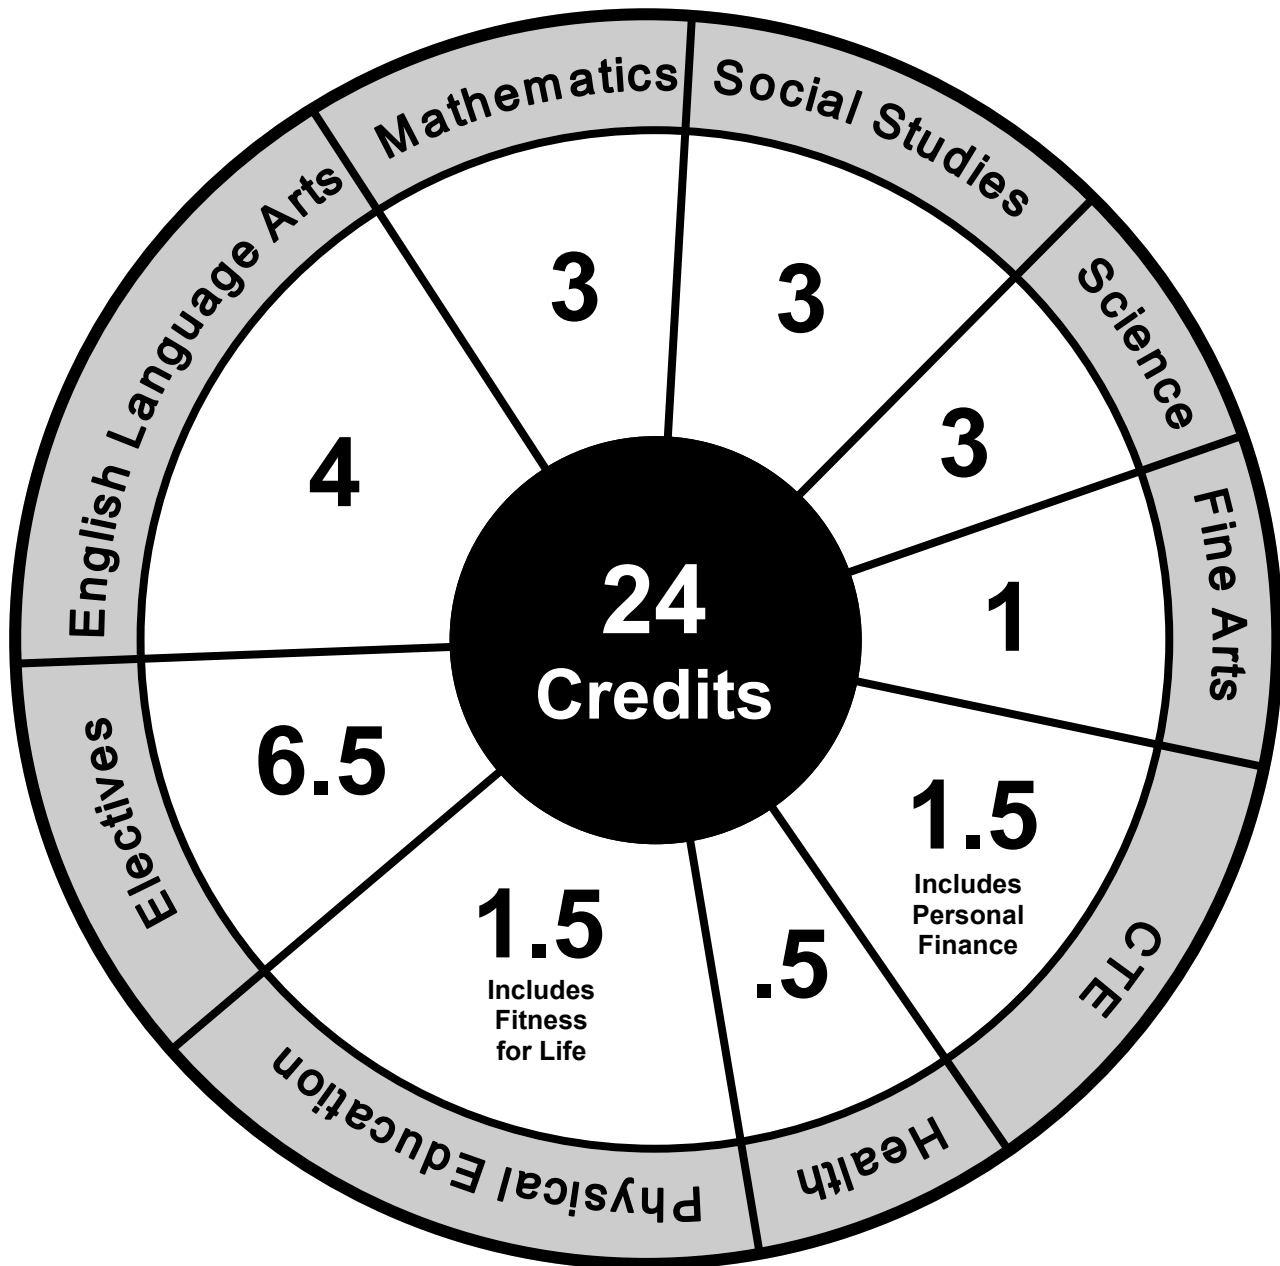 Mathematics
3
Social Studies
3
Science
3
Fine Arts
1
CTE
1.5
Includes
Personal
Finance
Health
.5
Physical Education
1.5
Includes
Fitness
for Life
Electives
6.5
English Language Arts
4
24
Credits